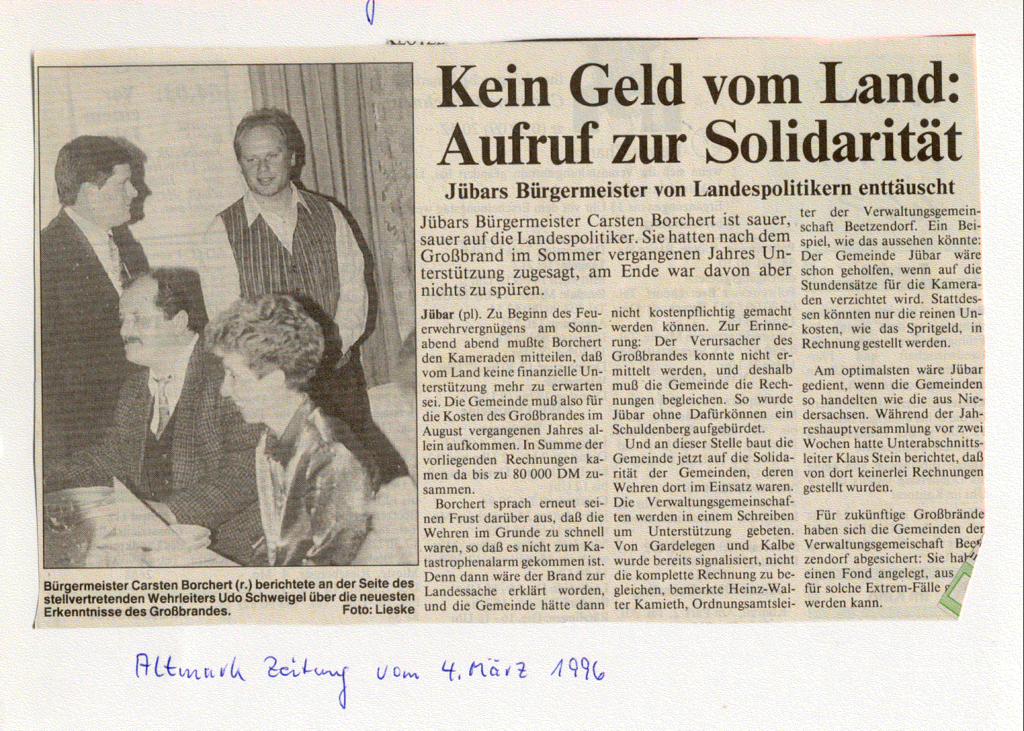 Kein Geld vom Land:
Aufruf zur Solidarität
Jübars Bürgermeister von Landespolitikern enttäuscht
Jübars Bürgermeister Carsten Borchert ist sauer,
sauer auf die Landespolitiker. Sie hatten nach dem
Großbrand im Sommer vergangenen Jahres Un-
terstützung zugesagt, am Ende war davon aber
nichts zu spüren.
Jübar (pl). Zu Beginn des Feu-
erwehrvergnügens am Sonn-
abend abend mußte Borchert
den Kameraden mitteilen, daß
vom Land keine finanzielle Un-
terstützung mehr zu erwarten
sei. Die Gemeinde muß also für
die Kosten des Großbrandes im
August vergangenen Jahres al-
lein aufkommen. In Summe der
vorliegenden Rechnungen ka-
men da bis zu 80 000 DM zu-
sammen.
Borchert sprach erneut sei-
nen Frust darüber aus, daß die
Wehren im Grunde zu schnell
waren, so daß es nicht zum Ka-
tastrophenalarm gekommen ist.
Denn dann wäre der Brand zur
Landessache erklärt worden,
und die Gemeinde hätte dann
nicht kostenpflichtig gemacht
werden können. Zur Erinne-
rung: Der Verursacher des
Großbrandes konnte nicht er-
mittelt werden, und deshalb
muß die Gemeinde die Rech-
nungen begleichen. So wurde
Jübar ohne Dafürkönnen ein
Schuldenberg aufgebürdet.
Und an dieser Stelle baut die
Gemeinde jetzt auf die Solida-
rität der Gemeinden, deren
Wehren dort im Einsatz waren.
Die Verwaltungsgemeinschaf-
ten werden in einem Schreiben
um Unterstützung gebeten.
Von Gardelegen und Kalbe
wurde bereits signalisiert, nicht
die komplette Rechnung zu be-
gleichen, bemerkte Heinz-Wal-
ter Kamieth, Ordnungsamtslei-
ter der Verwaltungsgemein-
schaft Beetzendorf. Ein Bei-
spiel, wie das aussehen könnte:
Der Gemeinde Jübar wäre
schon geholfen, wenn auf die
Stundensätze für die Kamera-
den verzichtet wird. Stattdes-
sen könnten nur die reinen Un-
kosten, wie das Spritgeld, in
Rechnung gestellt werden.
Am optimalsten wäre Jübar
gedient, wenn die Gemeinden
so handelten wie die aus Nie-
dersachsen. Während der Jah-
reshauptversammlung vor zwei
Wochen hatte Unterabschnitts-
leiter Klaus Stein berichtet, daß
von dort keinerlei Rechnungen
gestellt wurden.
Für zukünftige Großbrände
haben sich die Gemeinden der
Verwaltungsgemeischaft Beet-
zendorf abgesichert: Sie
einen Fond angelegt, aus
für solche Extrem-Fälle
werden kann.
Bürgermeister Carsten Borchert (r.) berichtete an der Seite des
stellvertretenden Wehrleiters Udo Schweigel über die neuesten
Erkenntnisse des Großbrandes. Foto: Lieske
Altmark Zeitung vom 4. März 1996